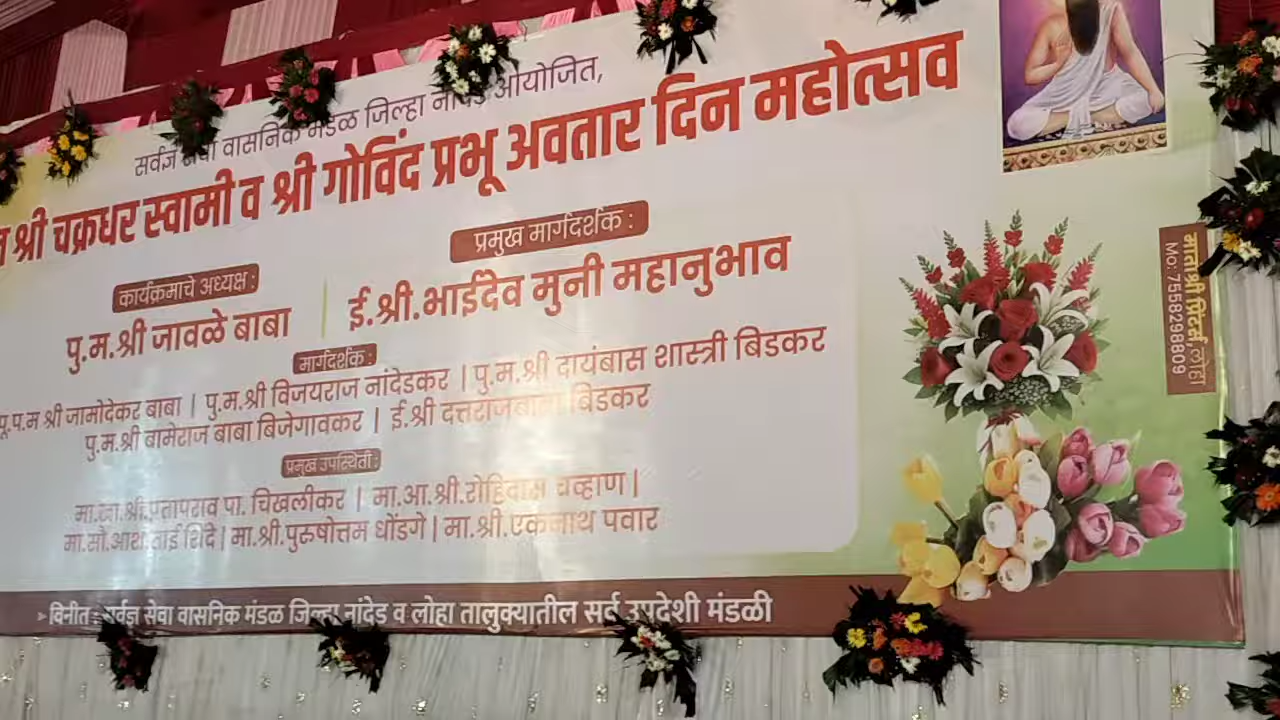 सर्वज्ञ सेवा वासनिक मंडळ जिल्हा नांदेड आयोजित,
श्री चक्रधर स्वामी व श्री गोविंद प्रभू अवतार दिन महोत्सव
कार्यक्रमाचे अध्यक्ष :
पु.म.श्री जावळे बाबा
प्रमुख मार्गदर्शक :
ई.श्री.भाईदेव मुनी महानुभाव
मार्गदर्शक :
पू.प.म श्री जामोदेकर बाबा | पु.म.श्री विजयराज नांदेडकर | पु.म.श्री दायंबास शास्त्री बिडकर
पु.म.श्री बामेराज बाबा बिजेगावकर | ई.श्री दत्तराजबाबा बिडकर
प्रमुख उपस्थिती :
मा.खा.श्री.प्रतापराव पा. चिखलीकर | मा.आ.श्री.रोहिदास चव्हाण |
मा.सौ.आशाताई शिंदे | मा.श्री.पुरुषोत्तम धोंडगे | मा.श्री.एकनाथ पवार
> विनीत : सर्वज्ञ सेवा वासनिक मंडळ जिल्हा नांदेड व लोहा तालुक्यातील सर्व उपदेशी मंडळी
लोहा
Mo: 7558298809